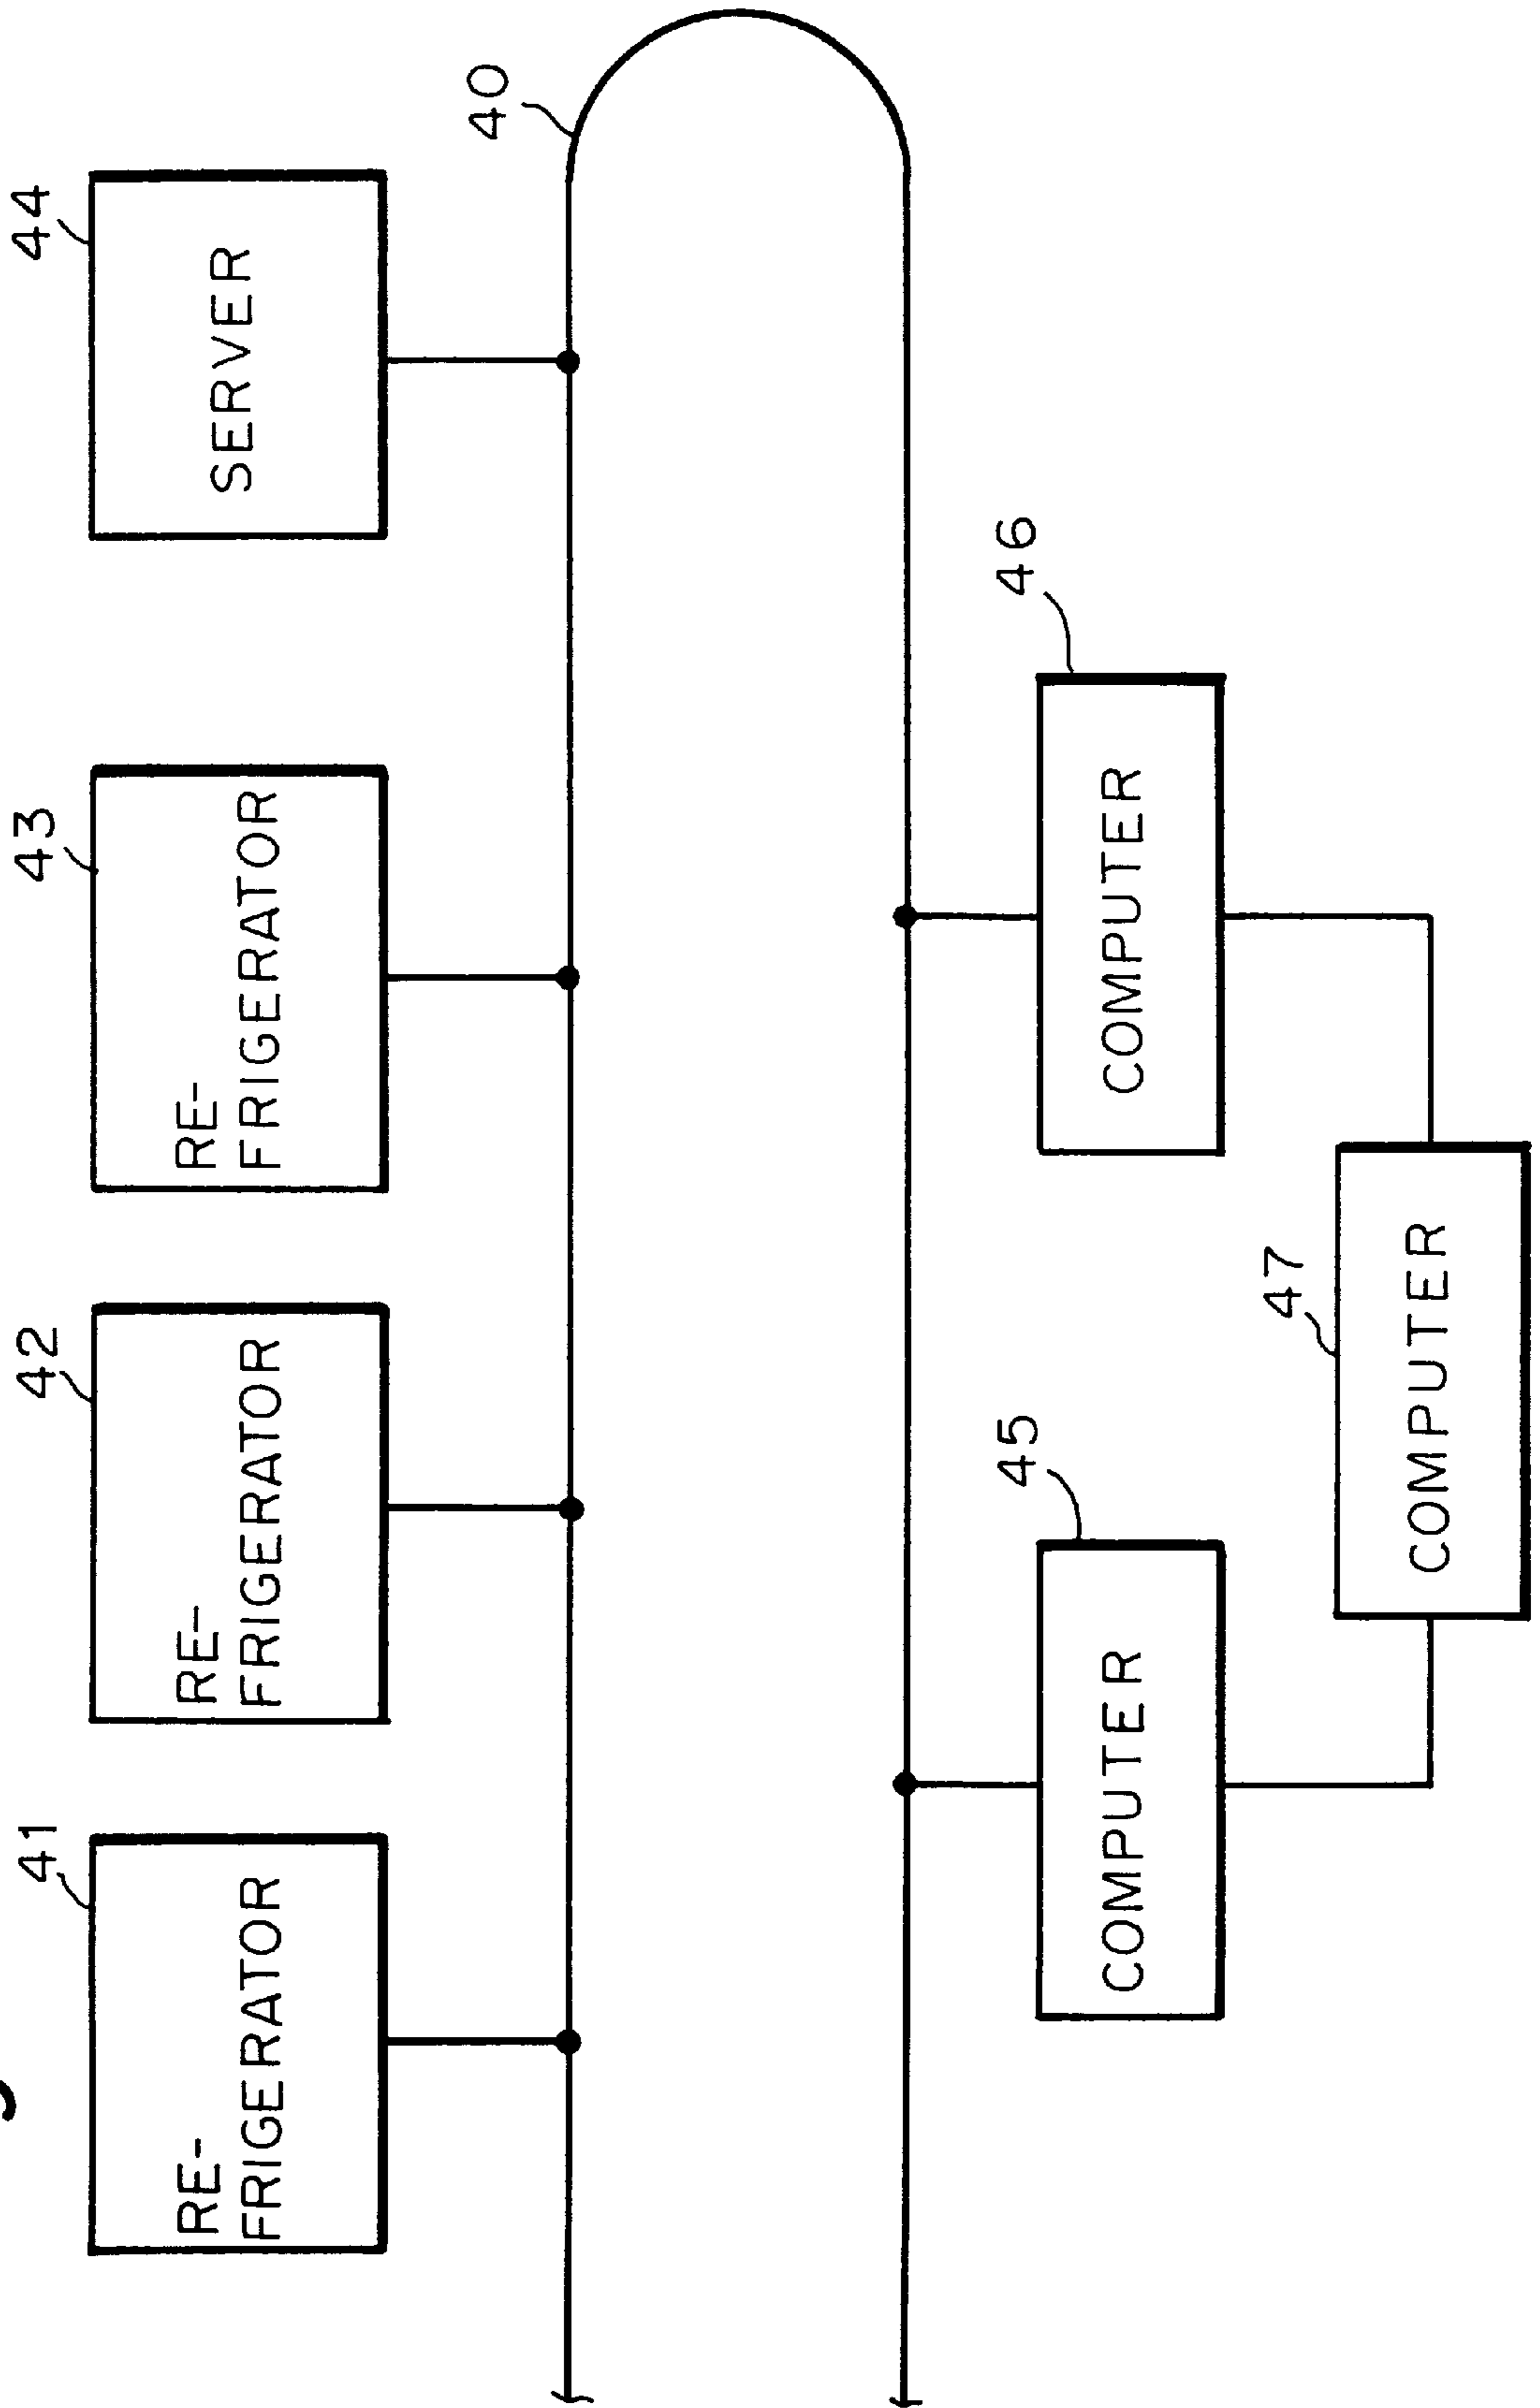 41
RE-
FRIGERATOR
42
RE-
FRIGERATOR
43
RE-
FRIGERATOR
44
SERVER
40
45
COMPUTER
46
COMPUTER
47
COMPUTER